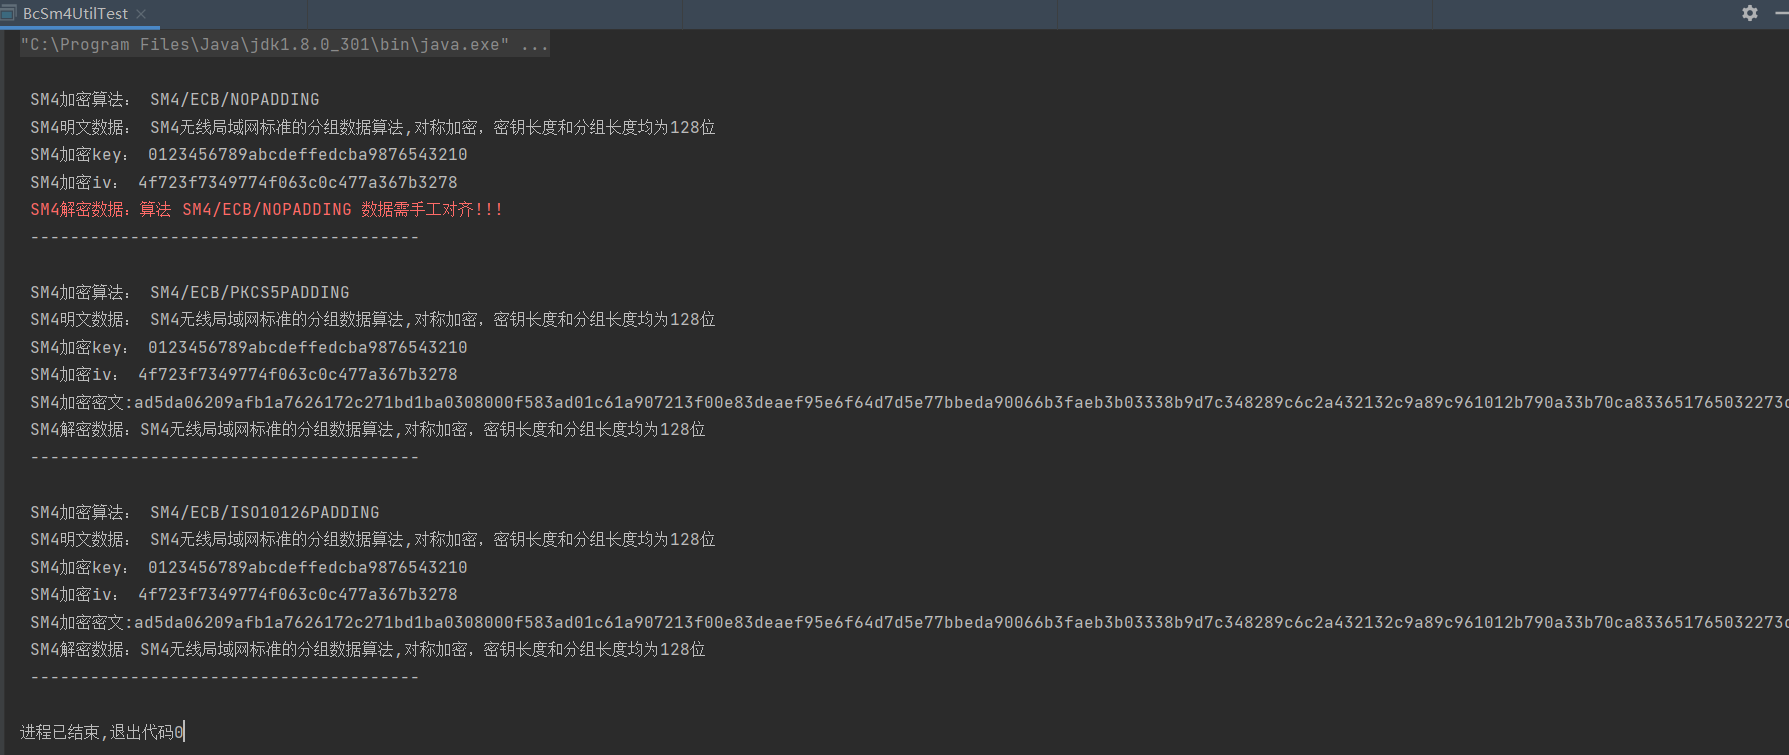 BcSm4UtilTest
"C:\Program Files\Java\jdk1.8.0_301\bin\java.exe" ...
SM4加密算法： SM4/ECB/NOPADDING
SM4明文数据： SM4无线局域网标准的分组数据算法,对称加密，密钥长度和分组长度均为128位
SM4加密key： 0123456789abcdeffedcba9876543210
SM4加密iv： 4f723f7349774f063c0c477a367b3278
SM4解密数据：算法 SM4/ECB/NOPADDING 数据需手工对齐!!!
---------------------------------------
SM4加密算法： SM4/ECB/PKCS5PADDING
SM4明文数据： SM4无线局域网标准的分组数据算法,对称加密，密钥长度和分组长度均为128位
SM4加密key： 0123456789abcdeffedcba9876543210
SM4加密iv： 4f723f7349774f063c0c477a367b3278
SM4加密密文:ad5da06209afb1a7626172c271bd1ba0308000f583ad01c61a907213f00e83deaef95e6f64d7d5e77bbeda90066b3faeb3b03338b9d7c348289c6c2a432132c9a89c961012b790a33b70ca833651765032273c
SM4解密数据：SM4无线局域网标准的分组数据算法,对称加密，密钥长度和分组长度均为128位
---------------------------------------
SM4加密算法： SM4/ECB/ISO10126PADDING
SM4明文数据： SM4无线局域网标准的分组数据算法,对称加密，密钥长度和分组长度均为128位
SM4加密key： 0123456789abcdeffedcba9876543210
SM4加密iv： 4f723f7349774f063c0c477a367b3278
SM4加密密文:ad5da06209afb1a7626172c271bd1ba0308000f583ad01c61a907213f00e83deaef95e6f64d7d5e77bbeda90066b3faeb3b03338b9d7c348289c6c2a432132c9a89c961012b790a33b70ca833651765032273c
SM4解密数据：SM4无线局域网标准的分组数据算法,对称加密，密钥长度和分组长度均为128位
---------------------------------------
进程已结束,退出代码0